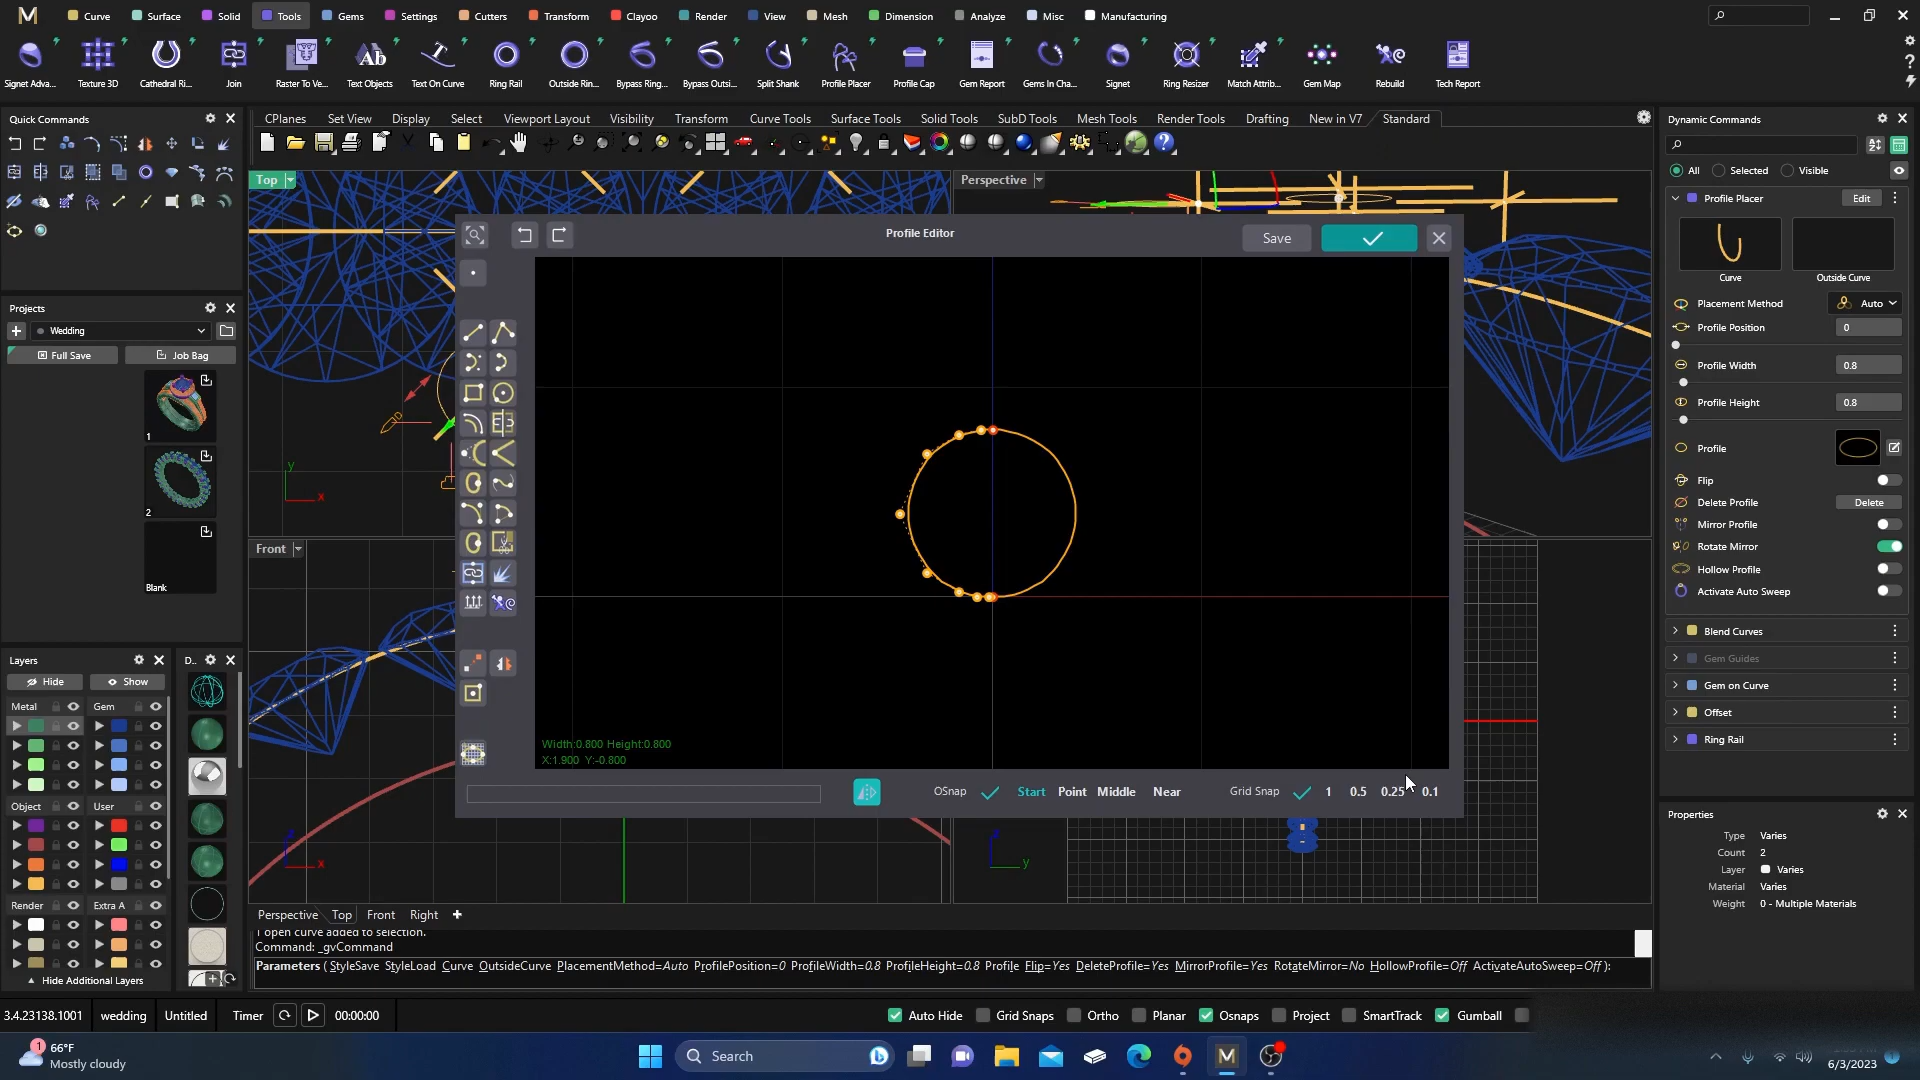 Curve Surface Solid Tools Gems Settings Cutters Transform Clayoo Render View Mesh Dimension Analyze Misc Manufacturing
Signet Adva... Texture 3D Cathedral Ri... Join Raster To Ve... Text Objects Text On Curve Ring Rail Outside Rin... Bypass Ring... Bypass Outsi... Split Shank Profile Placer Profile Cap Gem Report Gems In Cha... Signet Ring Resizer Match Attrib... Gem Map Rebuild Tech Report
Quick Commands
CPlanes Set View Display Select Viewport Layout Visibility Transform Curve Tools Surface Tools Solid Tools SubD Tools Mesh Tools Render Tools Drafting New in V7 Standard
Top
Perspective
Projects
Wedding
Full Save Job Bag
1
2
Blank
Front
y
x
Profile Editor
Save
Width:0.800 Height:0.800
X:1.900 Y:-0.800
OSnap Start Point Middle Near Grid Snap 1 0.5 0.25 0.1
x
y
Layers
Hide Show
Metal Gem
Object User
Render Extra A
Hide Additional Layers
D..
Perspective Top Front Right
1 open curve added to selection.
Command: _gvCommand
Parameters ( StyleSave StyleLoad Curve OutsideCurve PlacementMethod=Auto ProfilePosition=0 ProfileWidth=0.8 ProfileHeight=0.8 Profile Flip=Yes DeleteProfile=Yes MirrorProfile=Yes RotateMirror=No HollowProfile=Off ActivateAutoSweep=Off ):
Dynamic Commands
All Selected Visible
Profile Placer Edit
Curve Outside Curve
Placement Method Auto
Profile Position 0
Profile Width 0.8
Profile Height 0.8
Profile
Flip
Delete Profile Delete
Mirror Profile
Rotate Mirror
Hollow Profile
Activate Auto Sweep
Blend Curves
Gem Guides
Gem on Curve
Offset
Ring Rail
Properties
Type Varies
Count 2
Layer Varies
Material Varies
Weight 0 - Multiple Materials
3.4.23138.1001 wedding Untitled Timer 00:00:00 Auto Hide Grid Snaps Ortho Planar Osnaps Project SmartTrack Gumball
1
66°F
Mostly cloudy
Search
6/3/2023